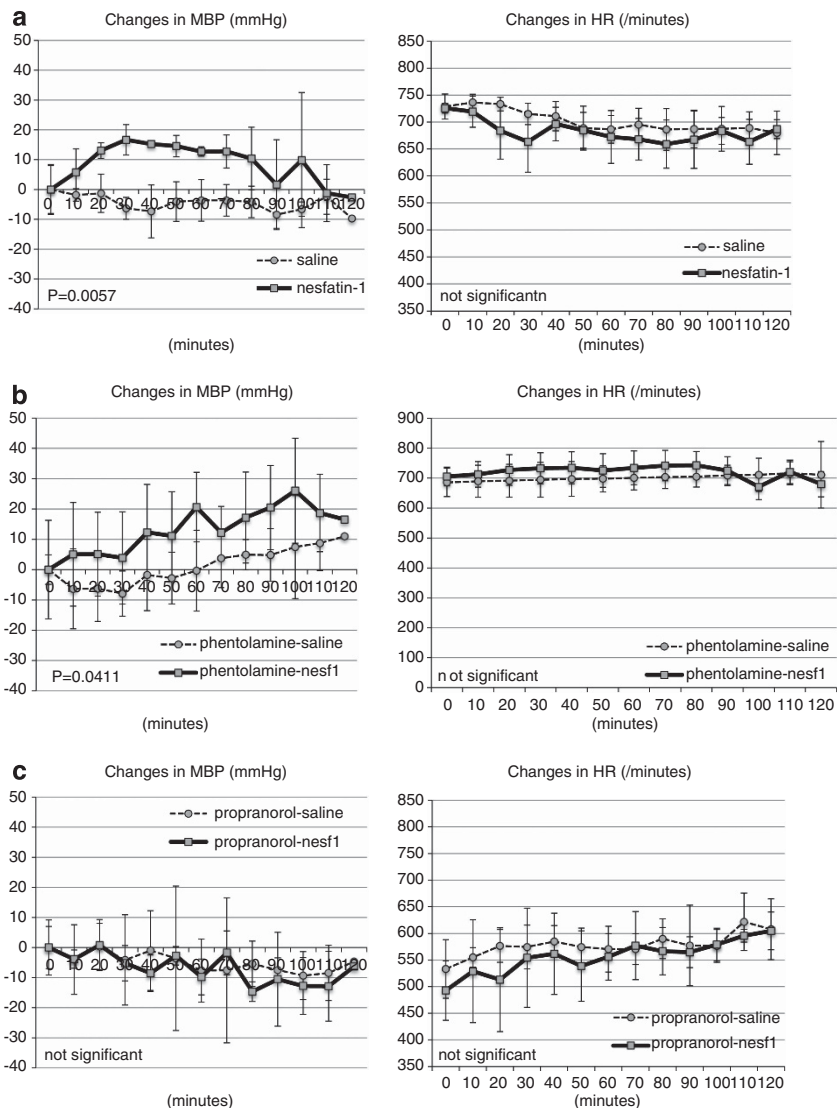 a
Changes in MBP (mmHg)
50
40
30
20
10
0
-10
-20
-30
-40
0 10 20 30 40 50 60 70 80 90 100 110 120
saline
nesfatin-1
P=0.0057
(minutes)
Changes in HR (/minutes)
850
800
750
700
650
600
550
500
450
400
350
saline
nesfatin-1
not significantn
0 10 20 30 40 50 60 70 80 90 100 110 120
(minutes)
b
Changes in MBP (mmHg)
50
40
30
20
10
0
-10
-20
-30
-40
0 10 20 30 40 50 60 70 80 90 100 110 120
phentolamine-saline
phentolamine-nesf1
P=0.0411
(minutes)
Changes in HR (/minutes)
900
800
700
600
500
400
300
200
100
0
phentolamine-saline
phentolamine-nesf1
n ot significant
0 10 20 30 40 50 60 70 80 90 100 110 120
(minutes)
c
Changes in MBP (mmHg)
50
40
30
20
10
0
-10
-20
-30
-40
propranorol-saline
propranorol-nesf1
0 10 20 30 40 50 60 70 80 90 100 110 120
not significant
(minutes)
Changes in HR (/minutes)
850
800
750
700
650
600
550
500
450
400
350
propranorol-saline
propranorol-nesf1
not significant
0 10 20 30 40 50 60 70 80 90 100 110 120
(minutes)